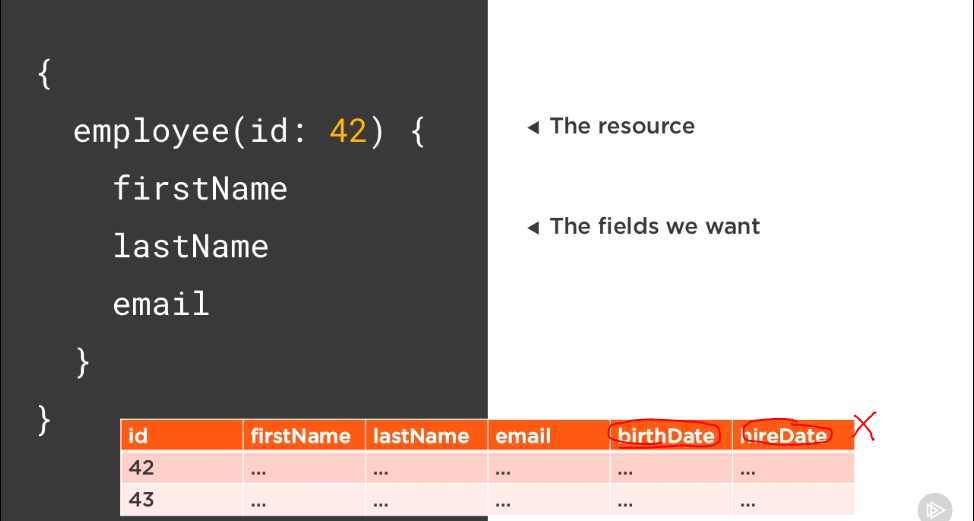 {
employee(id: 42) {
◄ The resource
firstName
◄ The fields we want
lastName
email
}
}
id firstName lastName email birthDate hireDate X
42 ... ... ... ... ...
43 ... ... ... ... ...